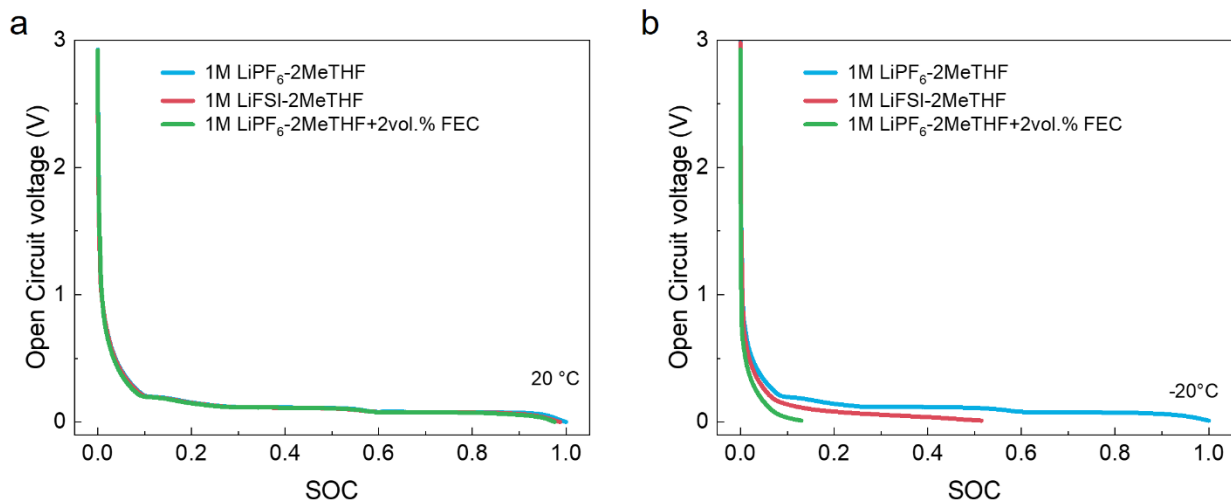 a
3
2
1
0
Open Circuit voltage (V)
1M LiPF₆-2MeTHF
1M LiFSI-2MeTHF
1M LiPF₆-2MeTHF+2vol.% FEC
20 °C
0.0 0.2 0.4 0.6 0.8 1.0
SOC
b
3
2
1
0
Open Circuit voltage (V)
1M LiPF₆-2MeTHF
1M LiFSI-2MeTHF
1M LiPF₆-2MeTHF+2vol.% FEC
-20°C
0.0 0.2 0.4 0.6 0.8 1.0
SOC